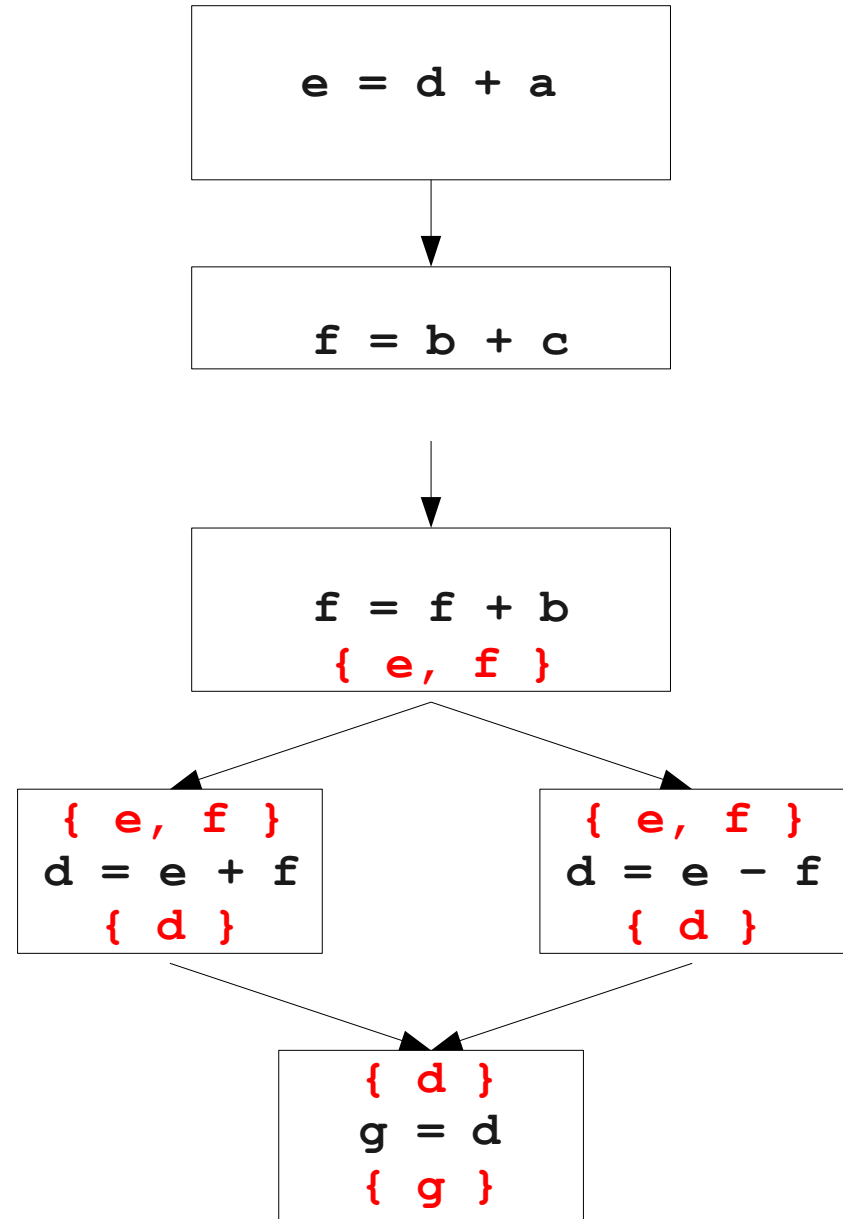 e = d + a
f = b + c
f = f + b
{ e, f }
{ e, f }
d = e + f
{ d }
{ e, f }
d = e - f
{ d }
{ d }
g = d
{ g }